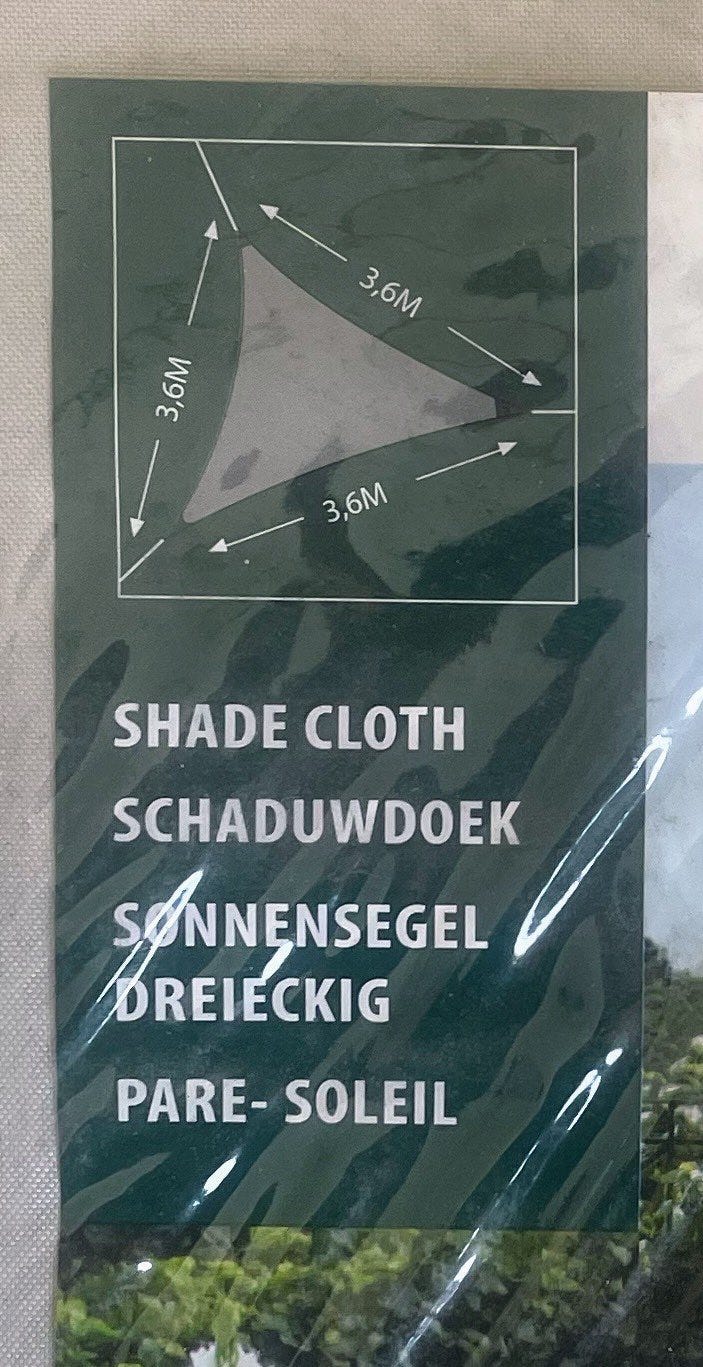 3,6M
3,6M
3,6M
SHADE CLOTH
SCHADUWDOEK
SONNENSEGEL
DREIECKIG
PARE- SOLEIL